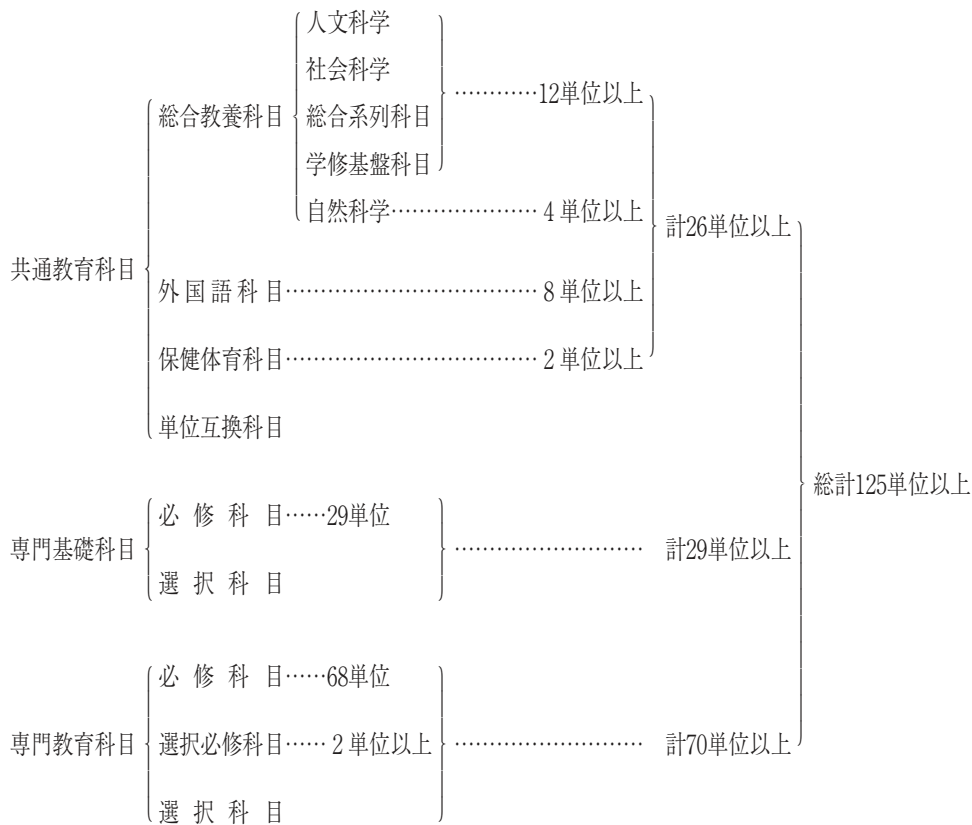 人文科学
社会科学
総合教養科目 総合系列科目 …………12単位以上
学修基盤科目
自然科学………………… 4 単位以上
計26単位以上
共通教育科目
外国語科目……………………………… 8 単位以上
保健体育科目……………………………… 2 単位以上
単位互換科目
総計125単位以上
必修科目……29単位
専門基礎科目 ……………………… 計29単位以上
選択科目
必修科目……68単位
専門教育科目 選択必修科目…… 2 単位以上 ……………………… 計70単位以上
選択科目